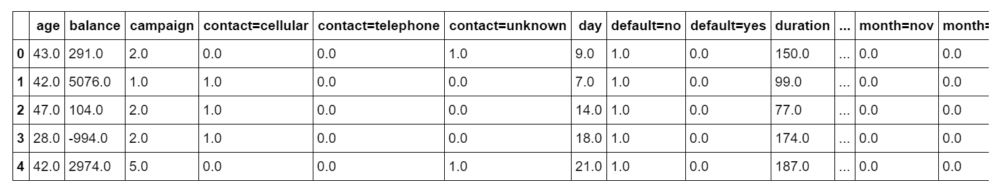 age balance campaign contact=cellular contact=telephone contact=unknown day default=no default=yes duration ... month=nov month=
0 43.0 291.0 2.0 0.0 0.0 1.0 9.0 1.0 0.0 150.0 ... 0.0 0.0
1 42.0 5076.0 1.0 1.0 0.0 0.0 7.0 1.0 0.0 99.0 ... 0.0 0.0
2 47.0 104.0 2.0 1.0 0.0 0.0 14.0 1.0 0.0 77.0 ... 0.0 0.0
3 28.0 -994.0 2.0 1.0 0.0 0.0 18.0 1.0 0.0 174.0 ... 0.0 0.0
4 42.0 2974.0 5.0 0.0 0.0 1.0 21.0 1.0 0.0 187.0 ... 0.0 0.0